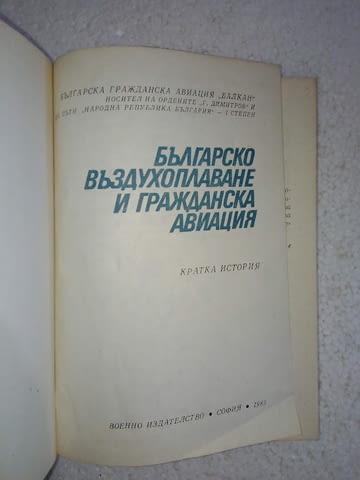 БЪЛГАРСКА ГРАЖДАНСКА АВИАЦИЯ „БАЛКАН“
НОСИТЕЛ НА ОРДЕНИТЕ „Г. ДИМИТРОВ“ И
ПЪТИ „НАРОДНА РЕПУБЛИКА БЪЛГАРИЯ“ — I СТЕПЕН
БЪЛГАРСКО
ВЪЗДУХОПЛАВАНЕ
И ГРАЖДАНСКА
АВИАЦИЯ
КРАТКА ИСТОРИЯ
ВОЕННО ИЗДАТЕЛСТВО • СОФИЯ •